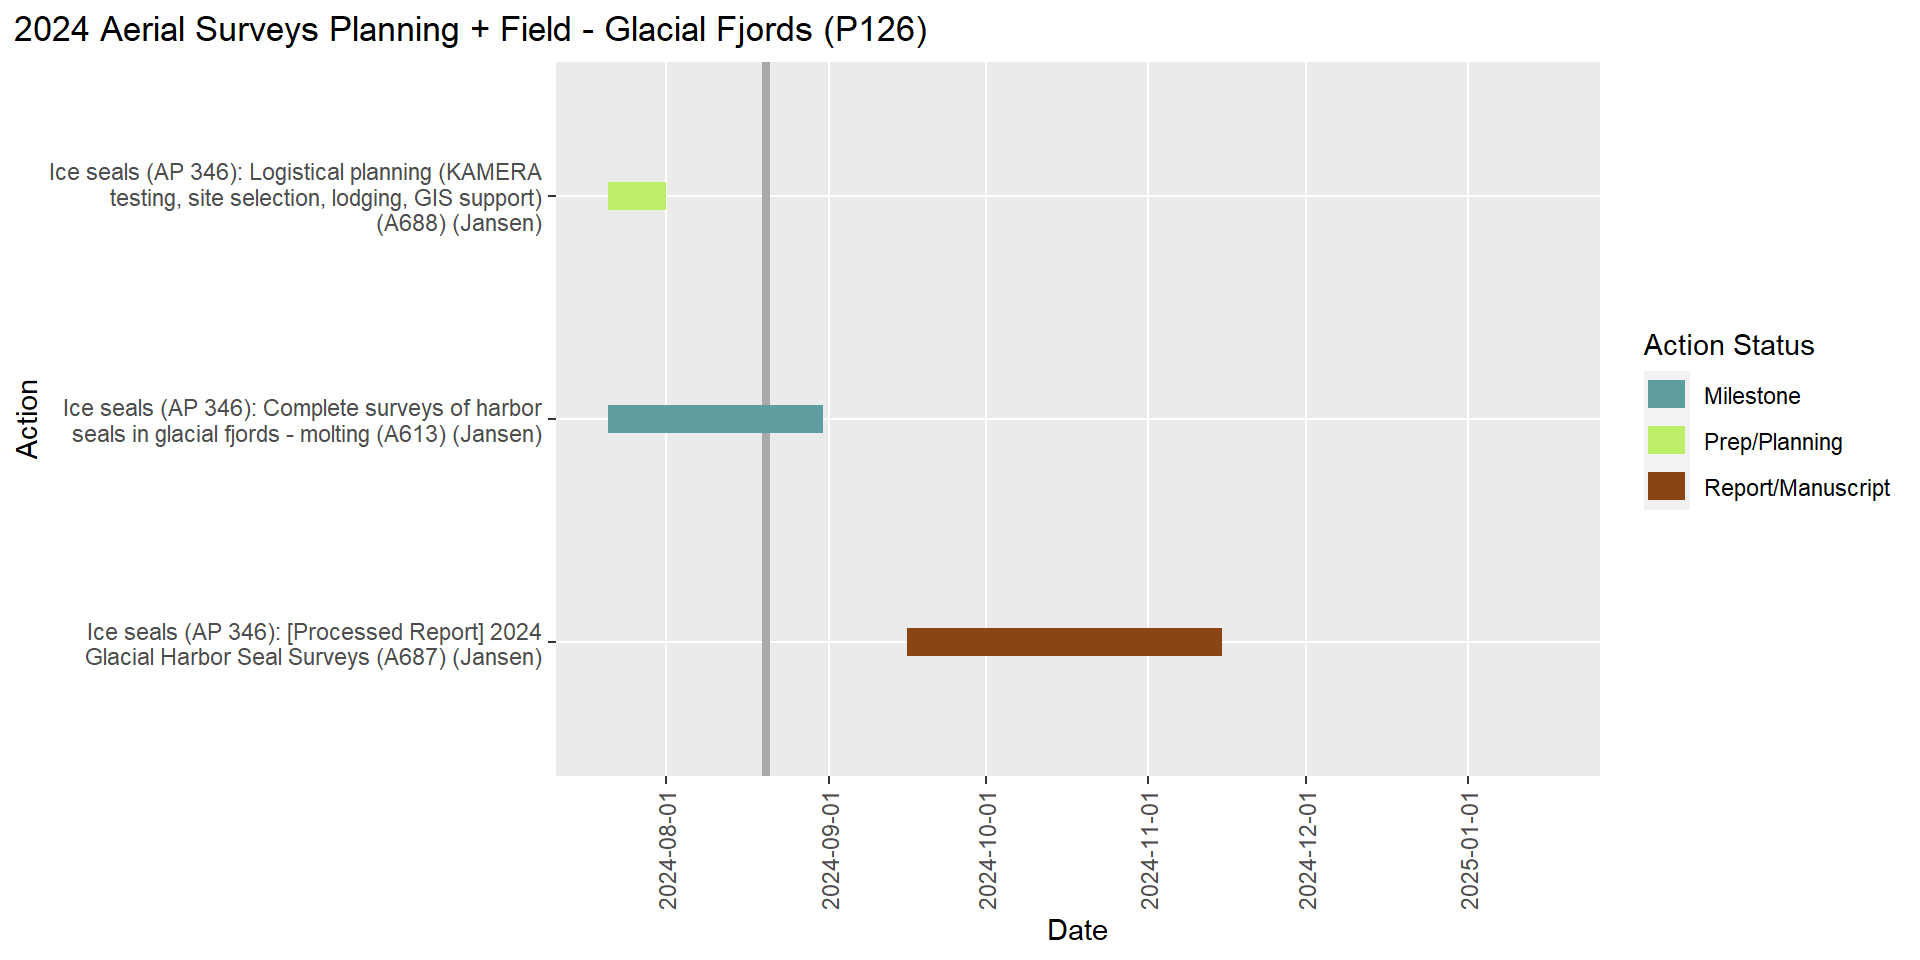 2024 Aerial Surveys Planning + Field - Glacial Fjords (P126)
Action
Ice seals (AP 346): Logistical planning (KAMERA
testing, site selection, lodging, GIS support)
(A688) (Jansen)
Ice seals (AP 346): Complete surveys of harbor
seals in glacial fjords - molting (A613) (Jansen)
Ice seals (AP 346): [Processed Report] 2024
Glacial Harbor Seal Surveys (A687) (Jansen)
2024-08-01
2024-09-01
2024-10-01
2024-11-01
2024-12-01
2025-01-01
Date
Action Status
Milestone
Prep/Planning
Report/Manuscript